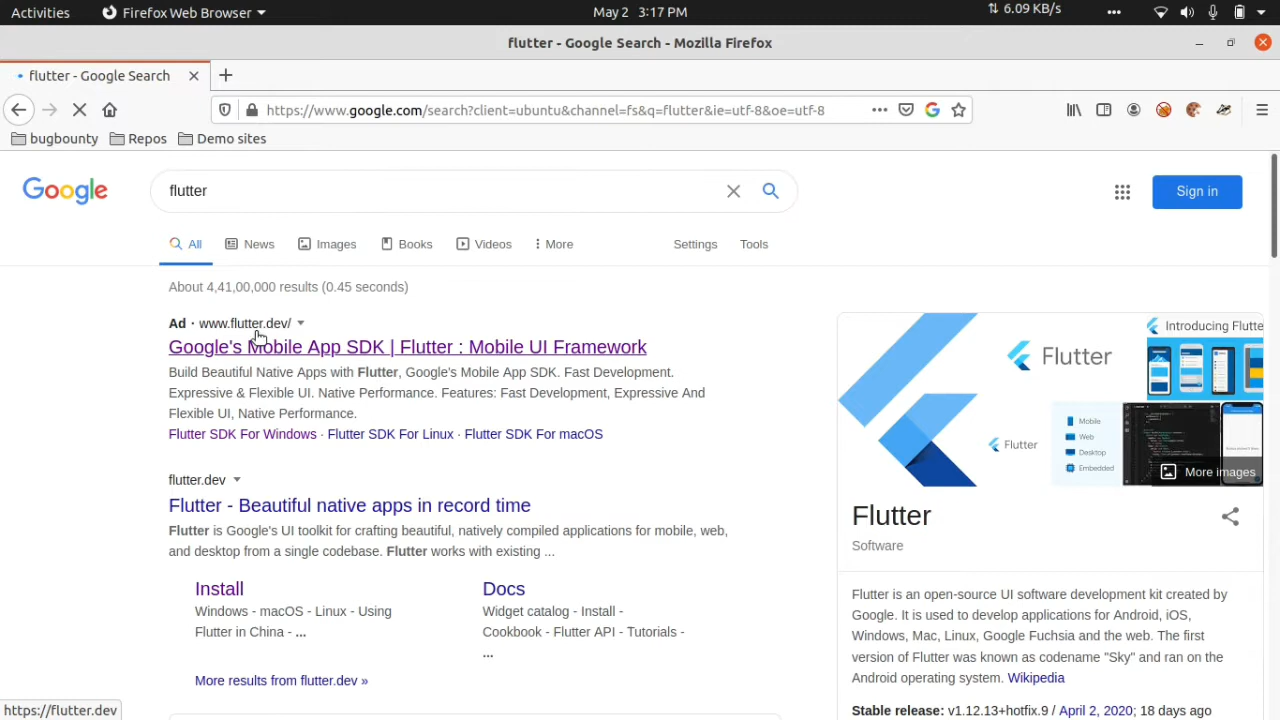 Activities Firefox Web Browser May 2 3:17 PM 6.09 KB/s
flutter - Google Search - Mozilla Firefox
flutter - Google Search
https://www.google.com/search?client=ubuntu&channel=fs&q=flutter&ie=utf-8&oe=utf-8
bugbounty Repos Demo sites
Google flutter Sign in
All News Images Books Videos More Settings Tools
About 4,41,00,000 results (0.45 seconds)
Ad · www.flutter.dev/
Google's Mobile App SDK | Flutter : Mobile UI Framework
Build Beautiful Native Apps with Flutter, Google's Mobile App SDK. Fast Development.
Expressive & Flexible UI. Native Performance. Features: Fast Development, Expressive And
Flexible UI, Native Performance.
Flutter SDK For Windows · Flutter SDK For Linux · Flutter SDK For macOS
flutter.dev
Flutter - Beautiful native apps in record time
Flutter is Google's UI toolkit for crafting beautiful, natively compiled applications for mobile, web,
and desktop from a single codebase. Flutter works with existing ...
Install
Windows - macOS - Linux - Using
Flutter in China - ...
Docs
Widget catalog - Install -
Cookbook - Flutter API - Tutorials -
...
More results from flutter.dev »
Flutter
Introducing Flutte
Flutter
Mobile
Web
Desktop
Embedded
More images
Flutter
Software
Flutter is an open-source UI software development kit created by
Google. It is used to develop applications for Android, iOS,
Windows, Mac, Linux, Google Fuchsia and the web. The first
version of Flutter was known as codename "Sky" and ran on the
Android operating system. Wikipedia
Stable release: v1.12.13+hotfix.9 / April 2, 2020; 18 days ago
https://flutter.dev